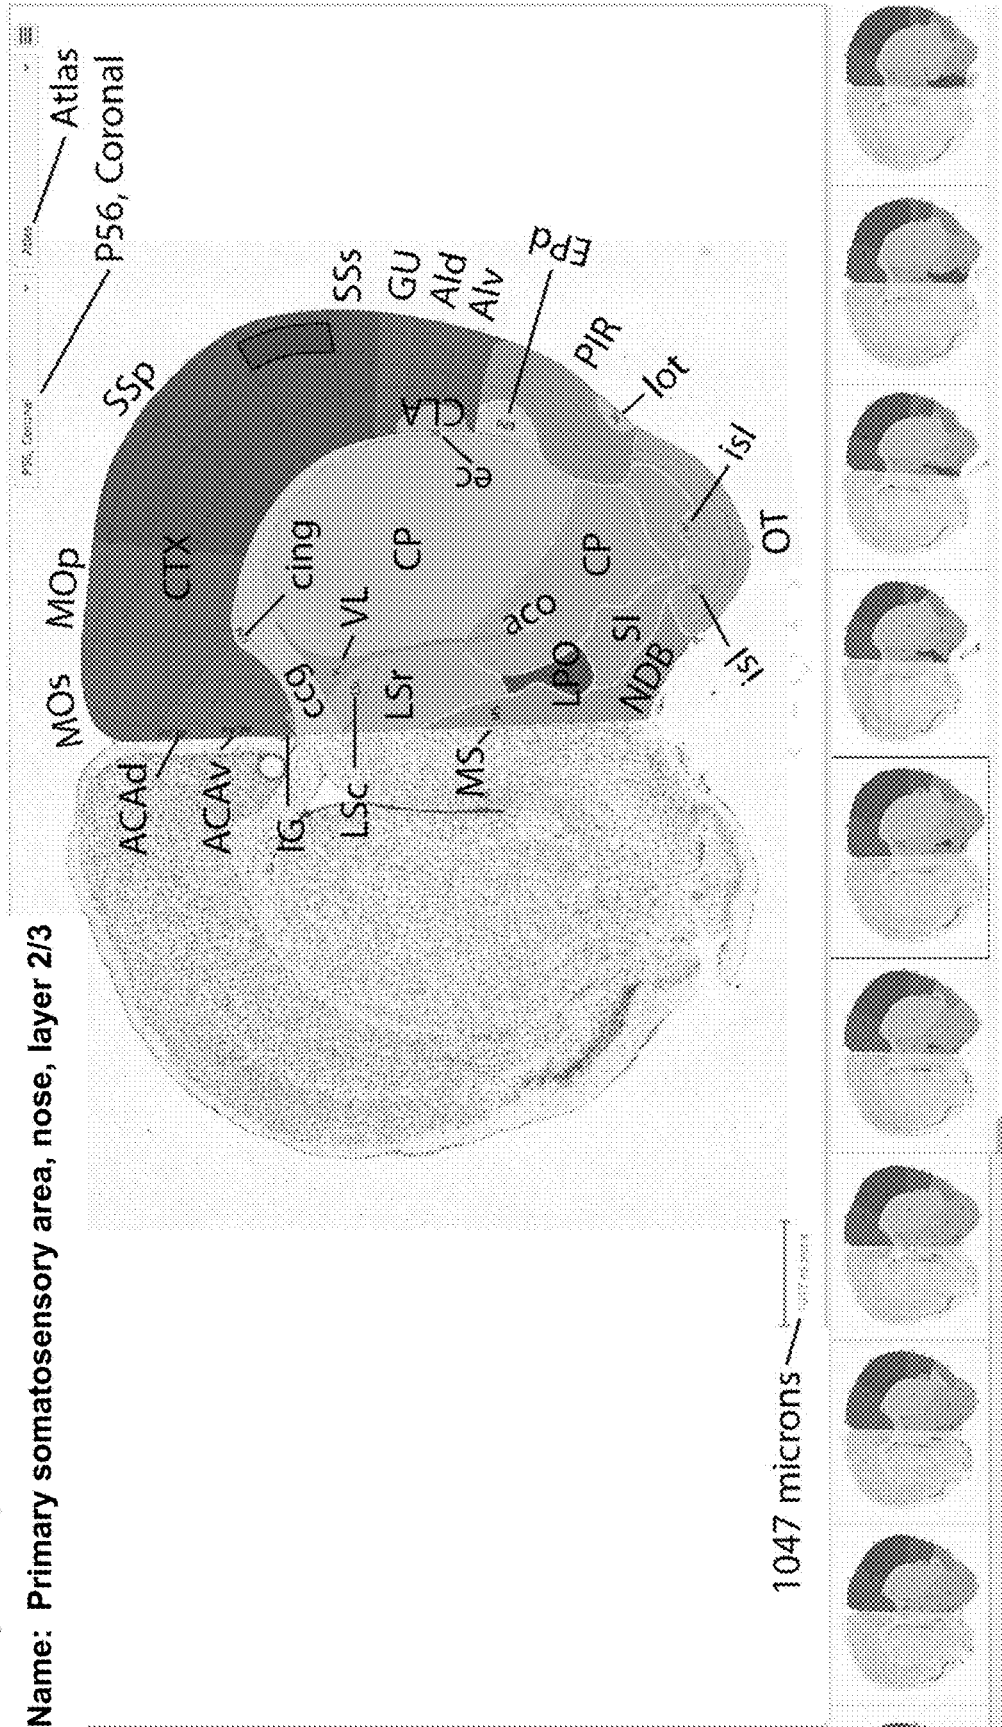 Name: Primary somatosensory area, nose, layer 2/3
Atlas
P56, Coronal
MOs
MOp
SSp
SSs
GU
AId
AIv
EPd
PIR
lot
isl
OT
isl
CTX
cing
CLA
ec
CP
VL
ccg
LSr
aco
CP
SI
LPO
NDB
ACAd
ACAv
IG
LSc
MS
1047 microns